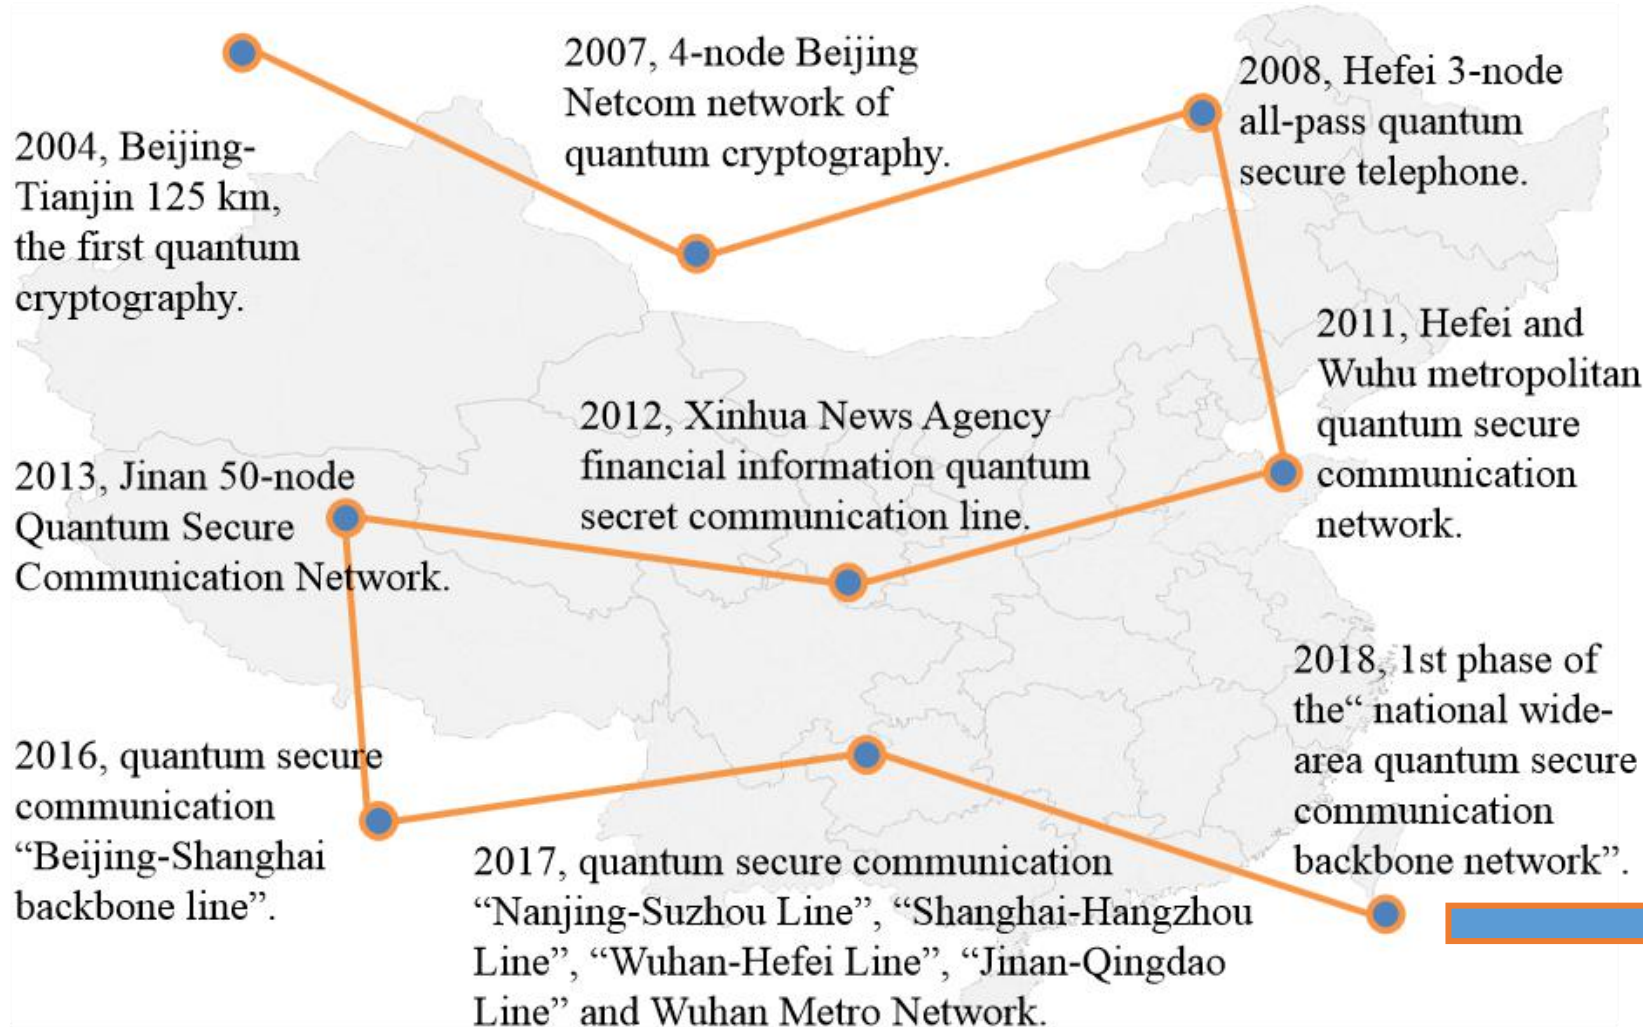 2004, Beijing-
Tianjin 125 km,
the first quantum
cryptography.
2007, 4-node Beijing
Netcom network of
quantum cryptography.
2008, Hefei 3-node
all-pass quantum
secure telephone.
2011, Hefei and
Wuhu metropolitan
quantum secure
communication
network.
2012, Xinhua News Agency
financial information quantum
secret communication line.
2013, Jinan 50-node
Quantum Secure
Communication Network.
2016, quantum secure
communication
“Beijing-Shanghai
backbone line”.
2017, quantum secure communication
“Nanjing-Suzhou Line”, “Shanghai-Hangzhou
Line”, “Wuhan-Hefei Line”, “Jinan-Qingdao
Line” and Wuhan Metro Network.
2018, 1st phase of
the“ national wide-
area quantum secure
communication
backbone network”.